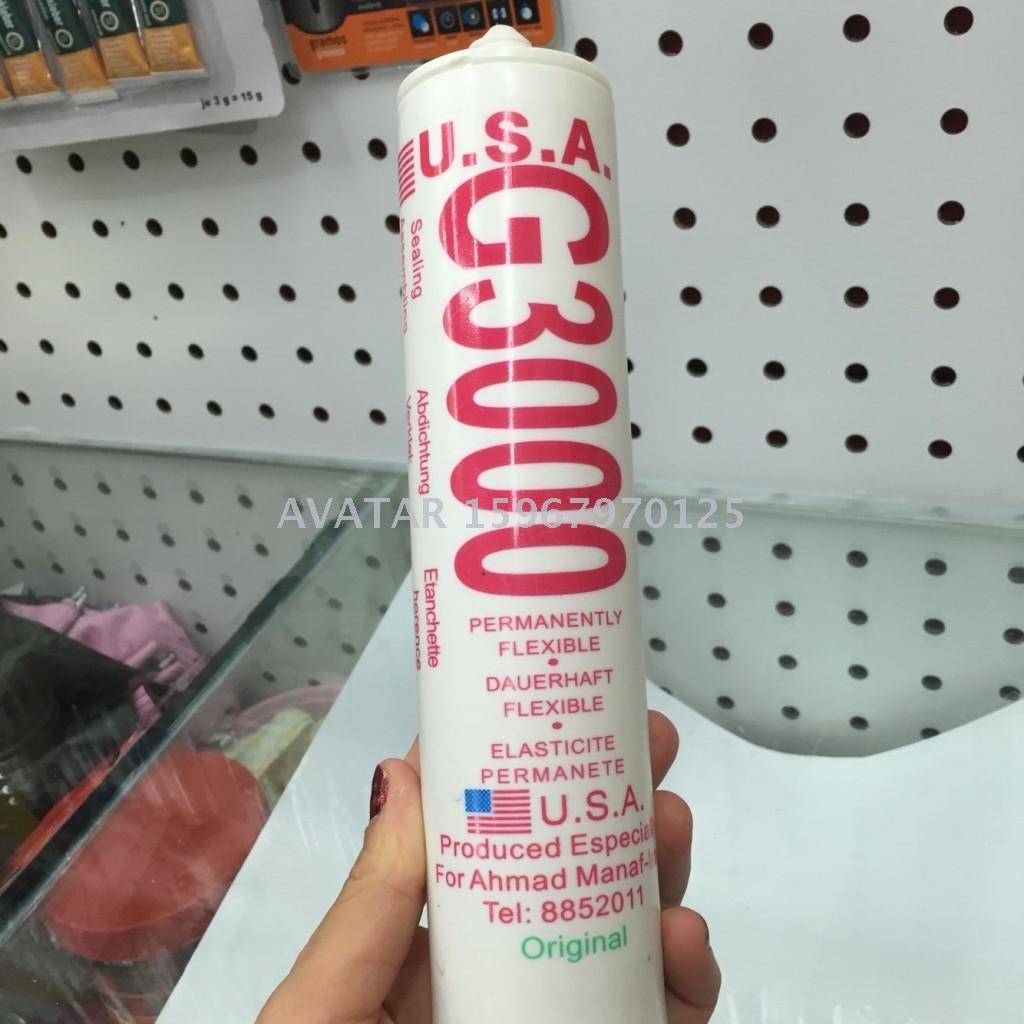 je 3 g = 15 g
gramos
U.S.A.
G3000
Sealing
Abdichtung
Etanchette
AVATAR 15967970125
PERMANENTLY
FLEXIBLE
DAUERHAFT
FLEXIBLE
ELASTICITE
PERMANETE
U.S.A.
Produced Especia
For Ahmad Manaf-
Tel: 8852011
Original